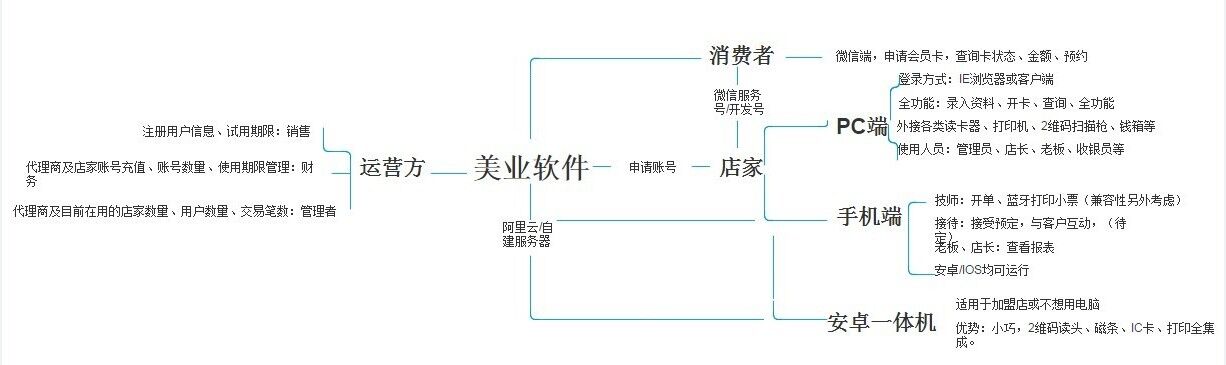 消费者
微信端，申请会员卡，查询卡状态、金额、预约
微信服务
号/开发号
登录方式：IE浏览器或客户端
全功能：录入资料、开卡、查询、全功能
PC端
外接各类读卡器、打印机、2维码扫描枪、钱箱等
使用人员：管理员、店长、老板、收银员等
注册用户信息、试用期限：销售
代理商及店家账号充值、账号数量、使用期限管理：财
务
代理商及目前在用的店家数量、用户数量、交易笔数：管理者
运营方
美业软件
申请账号
店家
阿里云/自
建服务器
手机端
技师：开单、蓝牙打印小票（兼容性另外考虑）
接待：接受预定，与客户互动，（待
定）
老板、店长：查看报表
安卓/IOS均可运行
安卓一体机
适用于加盟店或不想用电脑
优势：小巧，2维码读头、磁条、IC卡、打印全集
成。